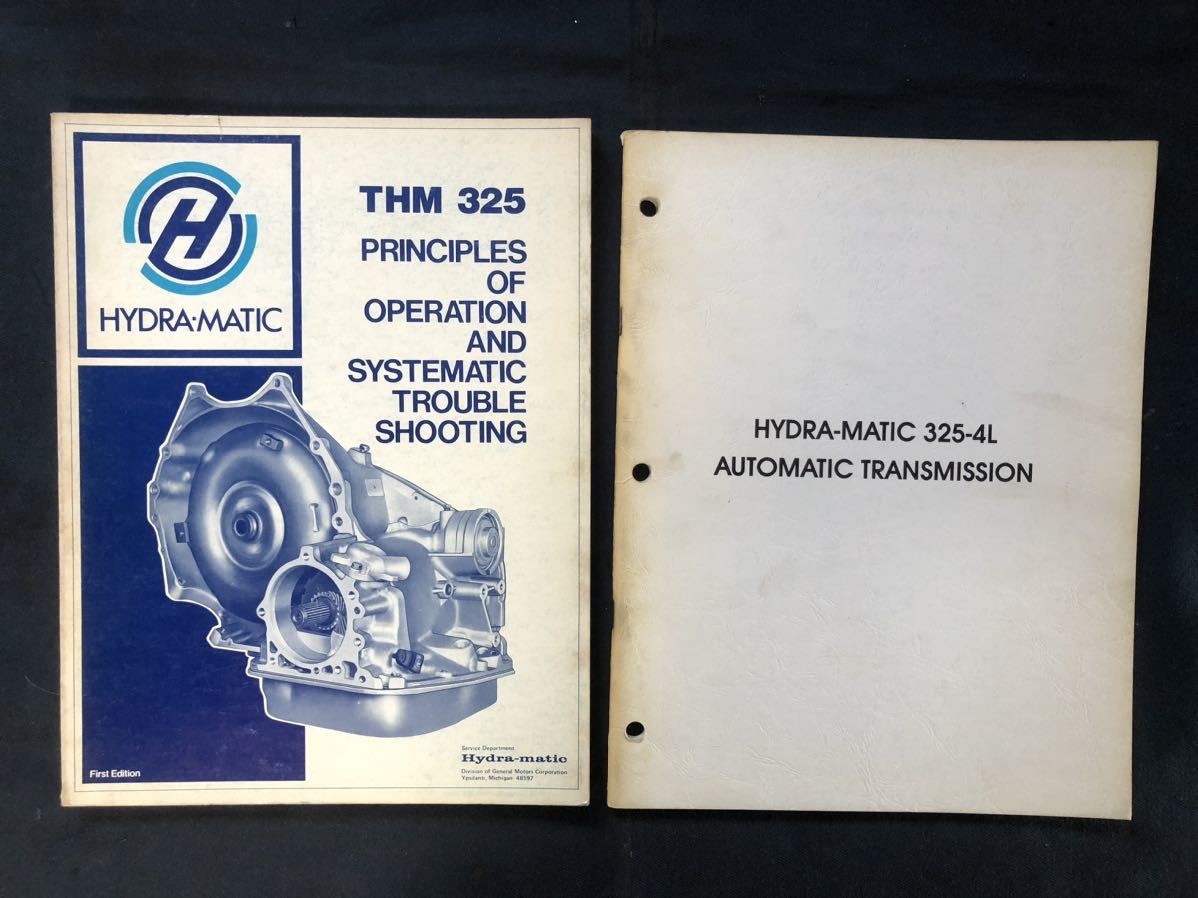 H
HYDRA·MATIC
THM 325
PRINCIPLES
OF
OPERATION
AND
SYSTEMATIC
TROUBLE
SHOOTING
First Edition
Service Department
Hydra-matic
Division of General Motors Corporation
Ypsilanti, Michigan 48197
HYDRA-MATIC 325-4L
AUTOMATIC TRANSMISSION